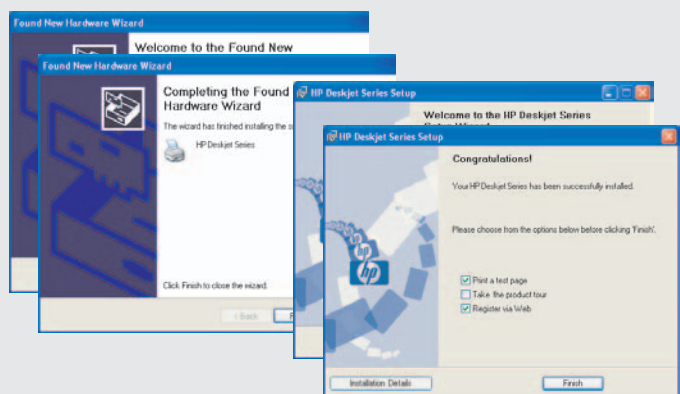 Found New Hardware Wizard
Welcome to the Found New
Found New Hardware Wizard
Completing the Found
Hardware Wizard
The wizard has finished installing the
HP Deskjet Series
Click Finish to close the wizard.
< Back
HP Deskjet Series Setup
Welcome to the HP Deskjet Series
HP Deskjet Series Setup
Congratulations!
Your HP Deskjet Series has been successfully installed.
Please choose from the options below before clicking 'Finish'.
Print a test page
Take the product tour
Register via Web
hp
hp
Installation Details
Finish